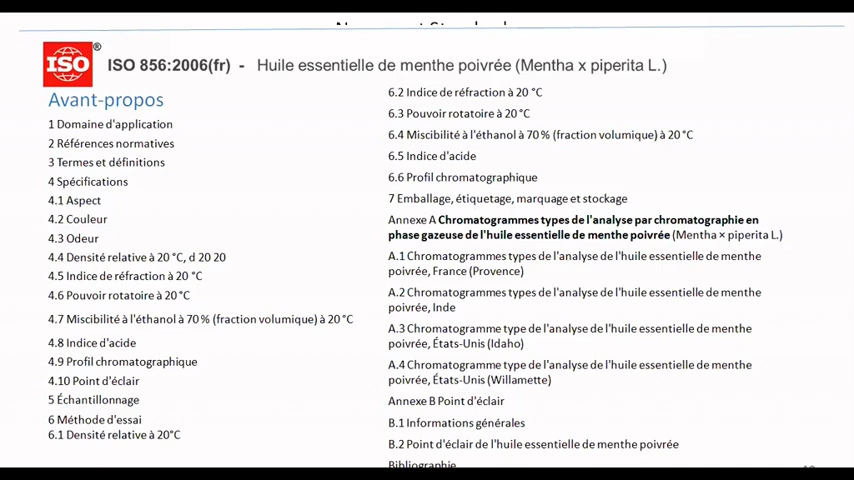 ISO® ISO 856:2006(fr) - Huile essentielle de menthe poivrée (Mentha x piperita L.)
Avant-propos
1 Domaine d'application
2 Références normatives
3 Termes et définitions
4 Spécifications
4.1 Aspect
4.2 Couleur
4.3 Odeur
4.4 Densité relative à 20 °C, d 20 20
4.5 Indice de réfraction à 20 °C
4.6 Pouvoir rotatoire à 20 °C
4.7 Miscibilité à l'éthanol à 70 % (fraction volumique) à 20 °C
4.8 Indice d'acide
4.9 Profil chromatographique
4.10 Point d'éclair
5 Échantillonnage
6 Méthode d'essai
6.1 Densité relative à 20°C
6.2 Indice de réfraction à 20 °C
6.3 Pouvoir rotatoire à 20 °C
6.4 Miscibilité à l'éthanol à 70 % (fraction volumique) à 20 °C
6.5 Indice d'acide
6.6 Profil chromatographique
7 Emballage, étiquetage, marquage et stockage
Annexe A Chromatogrammes types de l'analyse par chromatographie en
phase gazeuse de l'huile essentielle de menthe poivrée (Mentha × piperita L.)
A.1 Chromatogrammes types de l'analyse de l'huile essentielle de menthe
poivrée, France (Provence)
A.2 Chromatogrammes types de l'analyse de l'huile essentielle de menthe
poivrée, Inde
A.3 Chromatogramme type de l'analyse de l'huile essentielle de menthe
poivrée, États-Unis (Idaho)
A.4 Chromatogramme type de l'analyse de l'huile essentielle de menthe
poivrée, États-Unis (Willamette)
Annexe B Point d'éclair
B.1 Informations générales
B.2 Point d'éclair de l'huile essentielle de menthe poivrée
Bibliographie